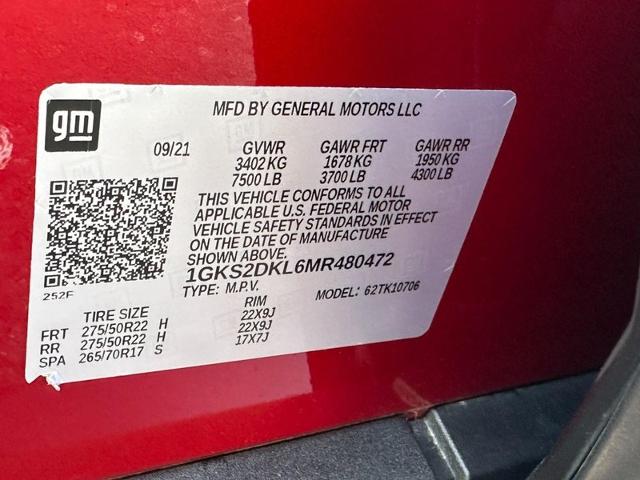 gm
MFD BY GENERAL MOTORS LLC
09/21 GVWR GAWR FRT GAWR RR
3402 KG 1678 KG 1950 KG
7500 LB 3700 LB 4300 LB
THIS VEHICLE CONFORMS TO ALL
APPLICABLE U.S. FEDERAL MOTOR
VEHICLE SAFETY STANDARDS IN EFFECT
ON THE DATE OF MANUFACTURE
SHOWN ABOVE.
1GKS2DKL6MR480472
TYPE: M.P.V. MODEL: 62TK10706
252F
TIRE SIZE RIM
FRT 275/50R22 H 22X9J
RR 275/50R22 H 22X9J
SPA 265/70R17 S 17X7J